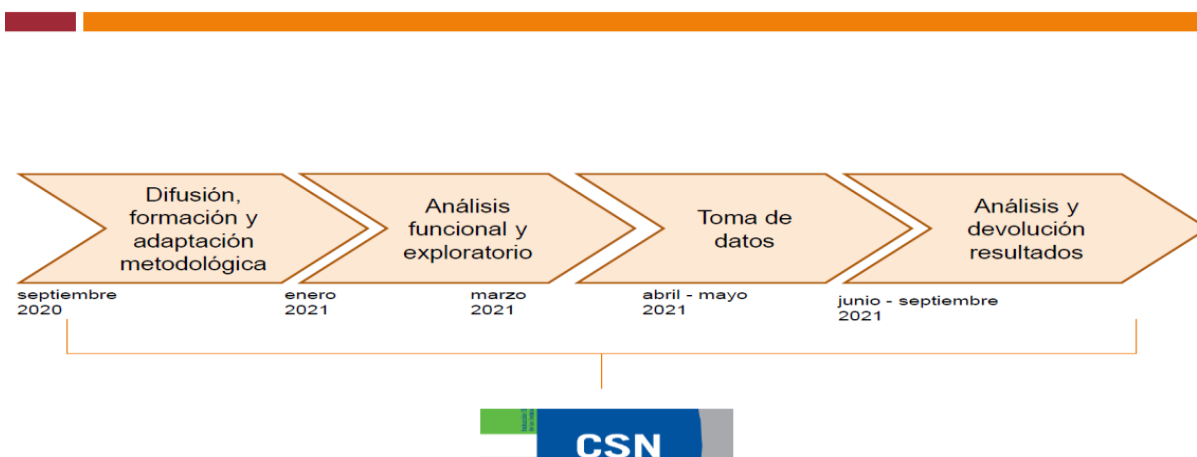 Difusión,
formación y
adaptación
metodológica
Análisis
funcional y
exploratorio
Toma de
datos
Análisis y
devolución
resultados
septiembre
2020
enero
2021
marzo
2021
abril - mayo
2021
junio - septiembre
2021
CSN